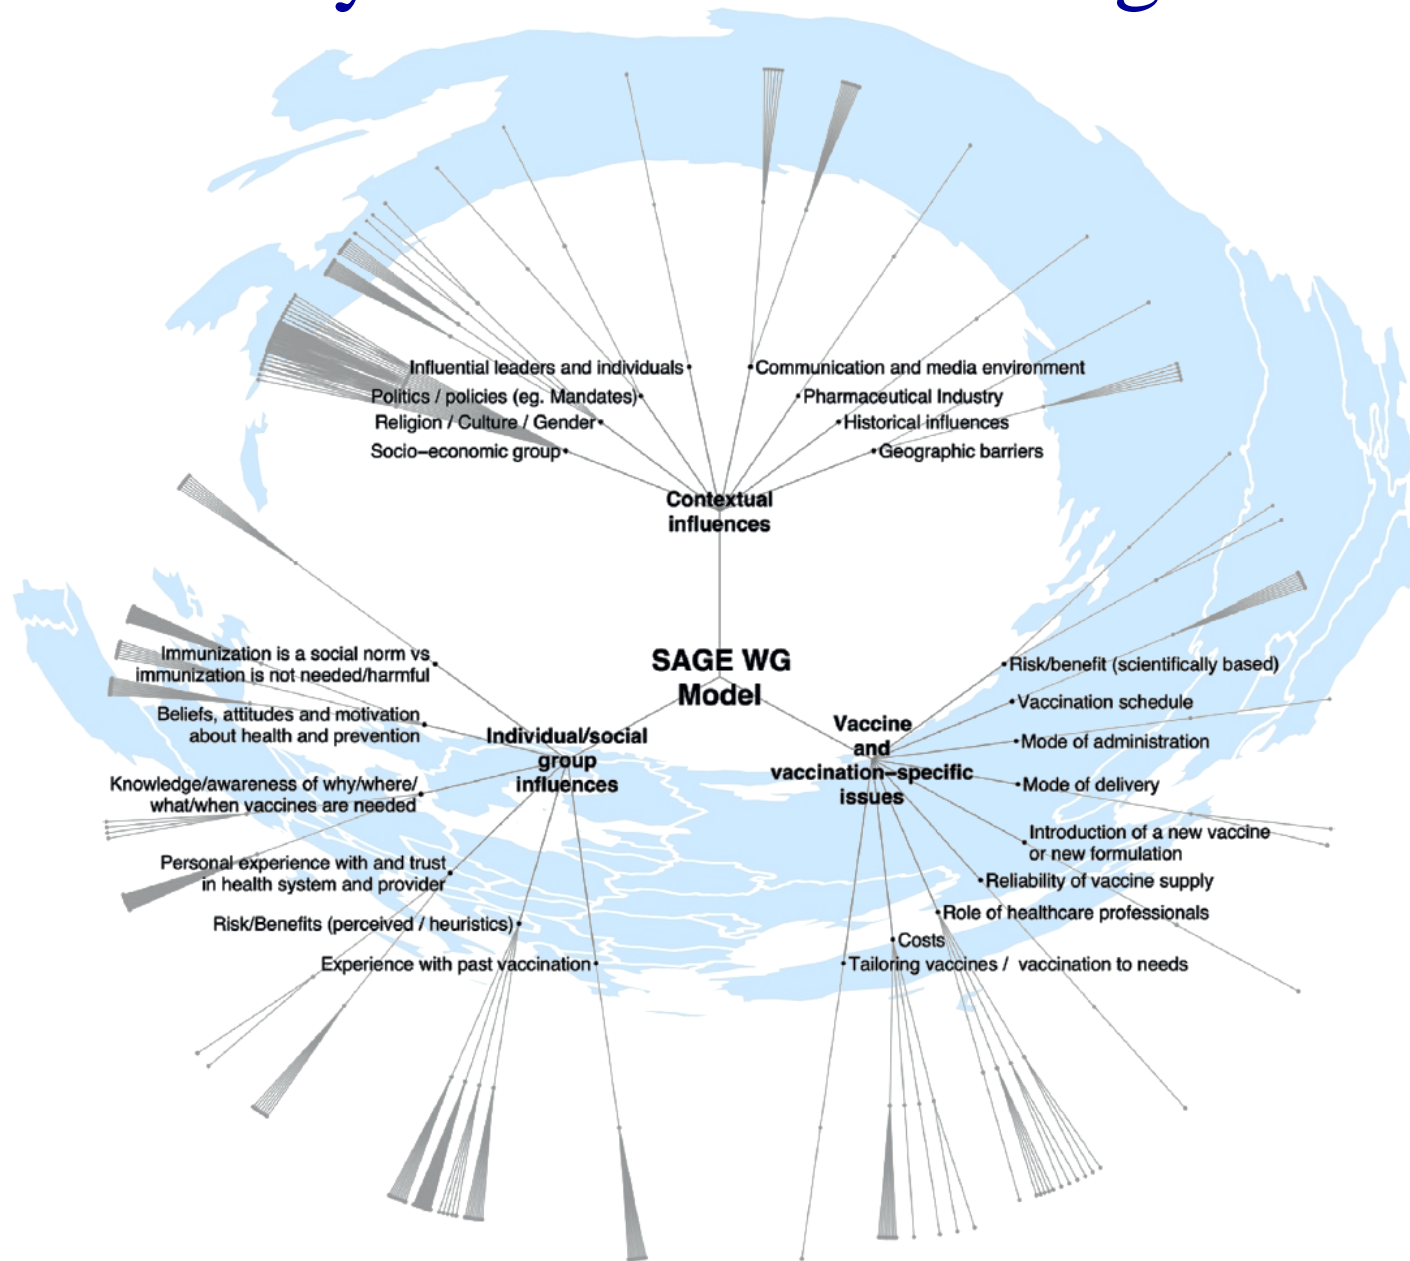 Influential leaders and individuals
Politics / policies (eg. Mandates)
Religion / Culture / Gender
Socio-economic group
Communication and media environment
Pharmaceutical Industry
Historical influences
Geographic barriers
Contextual
influences
SAGE WG
Model
Immunization is a social norm vs
immunization is not needed/harmful
Beliefs, attitudes and motivation
about health and prevention
Knowledge/awareness of why/where/
what/when vaccines are needed
Personal experience with and trust
in health system and provider
Risk/Benefits (perceived / heuristics)
Experience with past vaccination
Individual/social
group
influences
Vaccine
and
vaccination-specific
issues
Risk/benefit (scientifically based)
Vaccination schedule
Mode of administration
Mode of delivery
Introduction of a new vaccine
or new formulation
Reliability of vaccine supply
Role of healthcare professionals
Costs
Tailoring vaccines / vaccination to needs